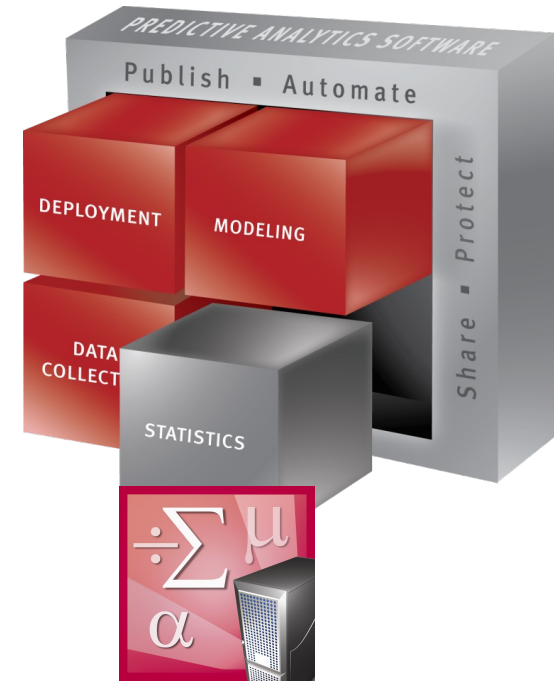 PREDICTIVE ANALYTICS SOFTWARE
Publish ▪ Automate
Share ▪ Protect
DEPLOYMENT
MODELING
DATA
COLLECT
STATISTICS
÷Σ μ
α